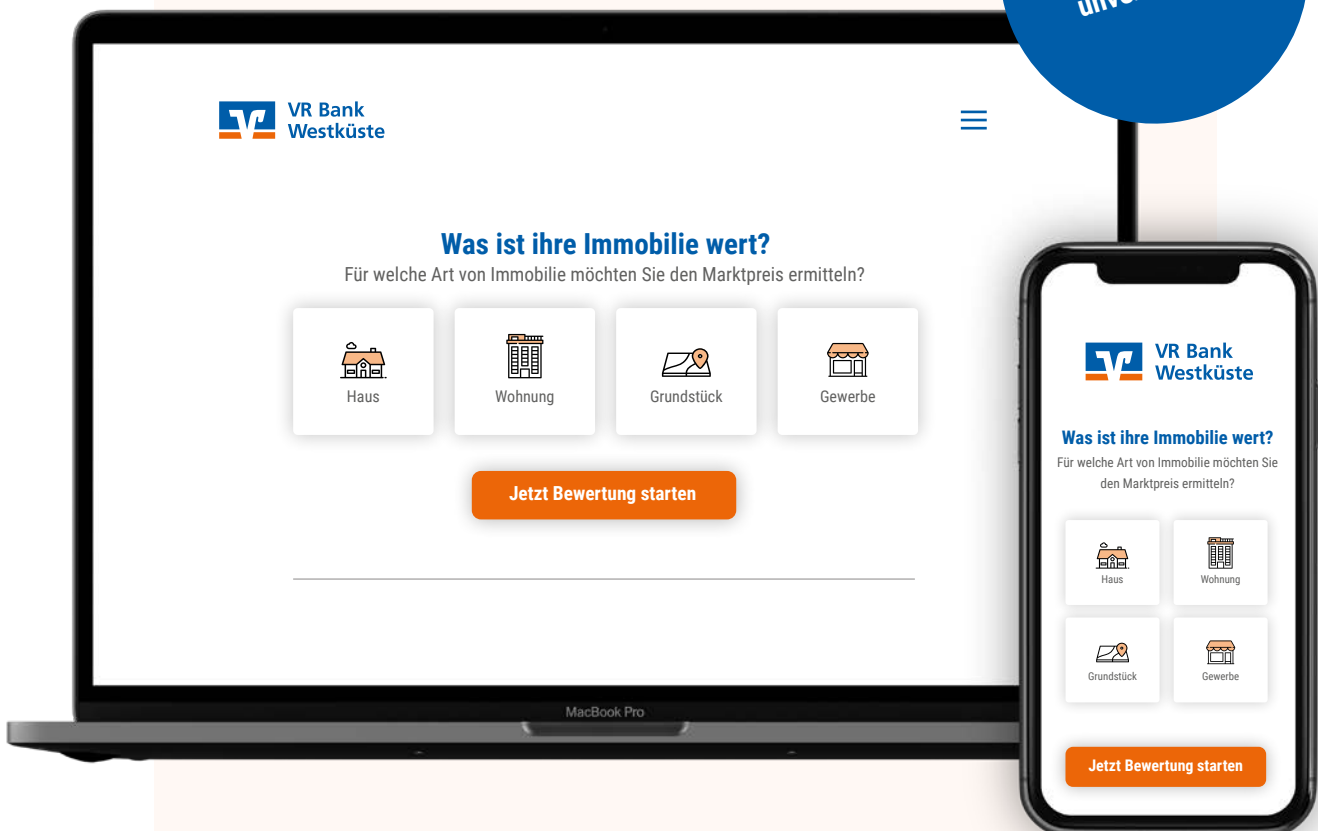 VR Bank
Westküste
Was ist ihre Immobilie wert?
Für welche Art von Immobilie möchten Sie den Marktpreis ermitteln?
Haus
Wohnung
Grundstück
Gewerbe
Jetzt Bewertung starten
MacBook Pro
VR Bank
Westküste
Was ist ihre Immobilie wert?
Für welche Art von Immobilie möchten Sie
den Marktpreis ermitteln?
Haus
Wohnung
Grundstück
Gewerbe
Jetzt Bewertung starten